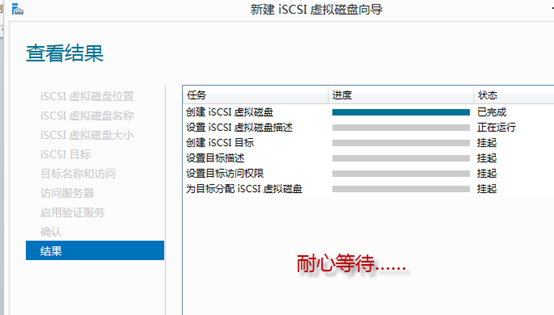 新建 iSCSI 虚拟磁盘向导
查看结果
iSCSI 虚拟磁盘位置
iSCSI 虚拟磁盘名称
iSCSI 虚拟磁盘大小
iSCSI 目标
目标名称和访问
访问服务器
启用验证服务
确认
结果
任务 进度 状态
创建 iSCSI 虚拟磁盘 已完成
设置 iSCSI 虚拟磁盘描述 正在运行
创建 iSCSI 目标 挂起
设置目标描述 挂起
设置目标访问权限 挂起
为目标分配 iSCSI 虚拟磁盘 挂起
耐心等待......